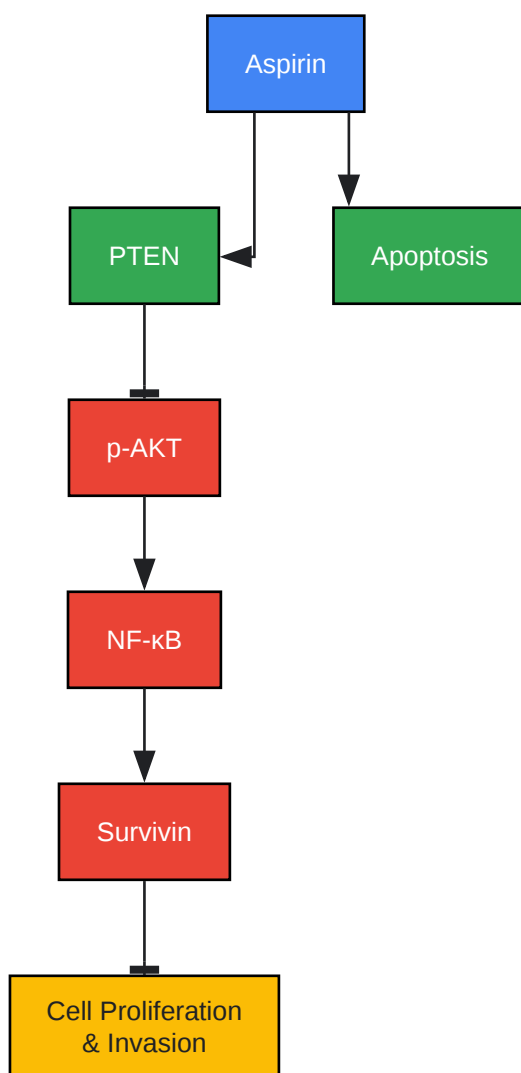 Aspirin
PTEN
Apoptosis
p-AKT
NF-κB
Survivin
Cell Proliferation
& Invasion